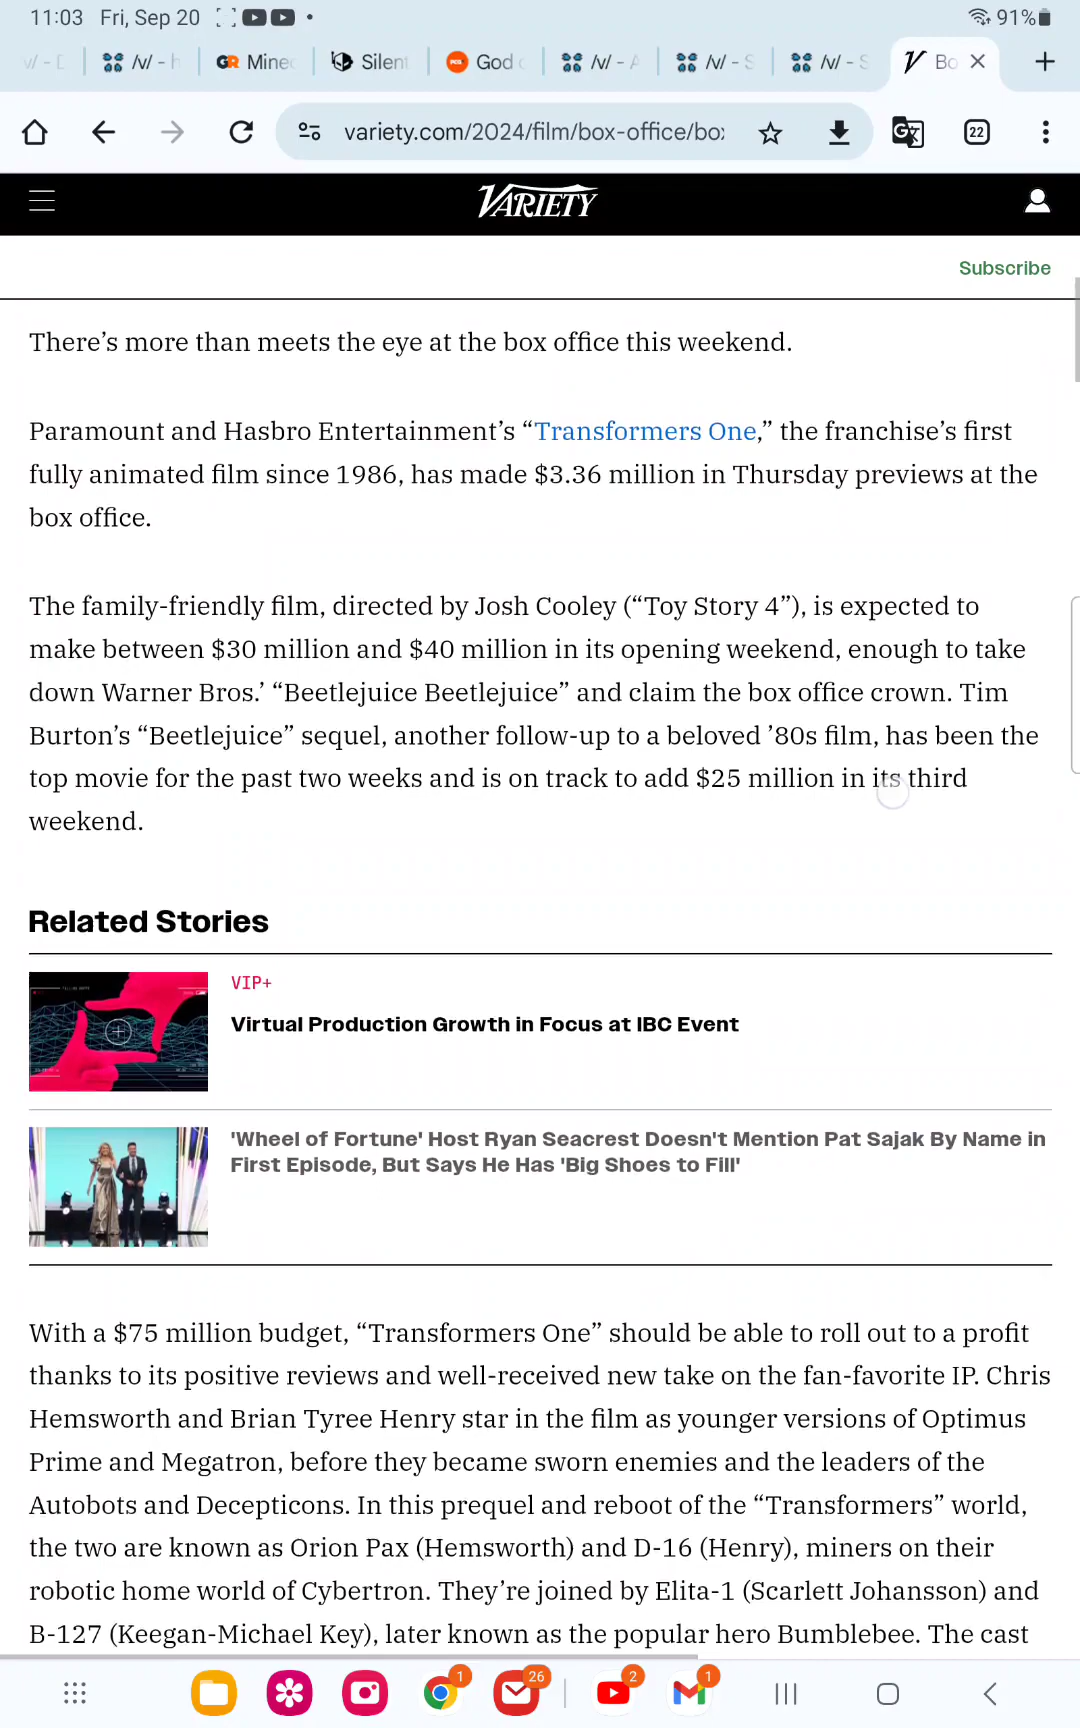 11:03 Fri, Sep 20
91%
/v/ - h
GR Mine
Silent
God
/v/ - A
/v/ - S
/v/ - S
Bo
variety.com/2024/film/box-office/bo
22
VARIETY
Subscribe
There’s more than meets the eye at the box office this weekend.
Paramount and Hasbro Entertainment’s “Transformers One,” the franchise’s first
fully animated film since 1986, has made $3.36 million in Thursday previews at the
box office.
The family-friendly film, directed by Josh Cooley (“Toy Story 4”), is expected to
make between $30 million and $40 million in its opening weekend, enough to take
down Warner Bros.’ “Beetlejuice Beetlejuice” and claim the box office crown. Tim
Burton’s “Beetlejuice” sequel, another follow-up to a beloved ’80s film, has been the
top movie for the past two weeks and is on track to add $25 million in its third
weekend.
Related Stories
VIP+
Virtual Production Growth in Focus at IBC Event
'Wheel of Fortune' Host Ryan Seacrest Doesn't Mention Pat Sajak By Name in
First Episode, But Says He Has 'Big Shoes to Fill'
With a $75 million budget, “Transformers One” should be able to roll out to a profit
thanks to its positive reviews and well-received new take on the fan-favorite IP. Chris
Hemsworth and Brian Tyree Henry star in the film as younger versions of Optimus
Prime and Megatron, before they became sworn enemies and the leaders of the
Autobots and Decepticons. In this prequel and reboot of the “Transformers” world,
the two are known as Orion Pax (Hemsworth) and D-16 (Henry), miners on their
robotic home world of Cybertron. They’re joined by Elita-1 (Scarlett Johansson) and
B-127 (Keegan-Michael Key), later known as the popular hero Bumblebee. The cast
1
26
2
1